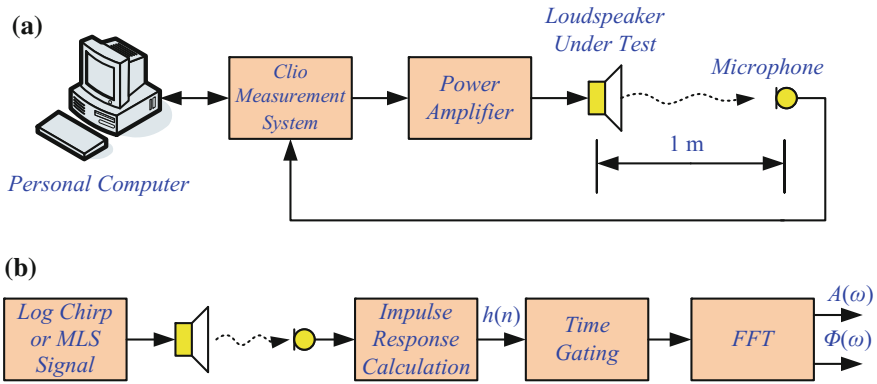 (a)
Loudspeaker
Under Test
Microphone
Clio
Measurement
System
Power
Amplifier
1 m
Personal Computer
(b)
Log Chirp
or MLS
Signal
Impulse
Response
Calculation
h(n)
Time
Gating
FFT
A(ω)
Φ(ω)